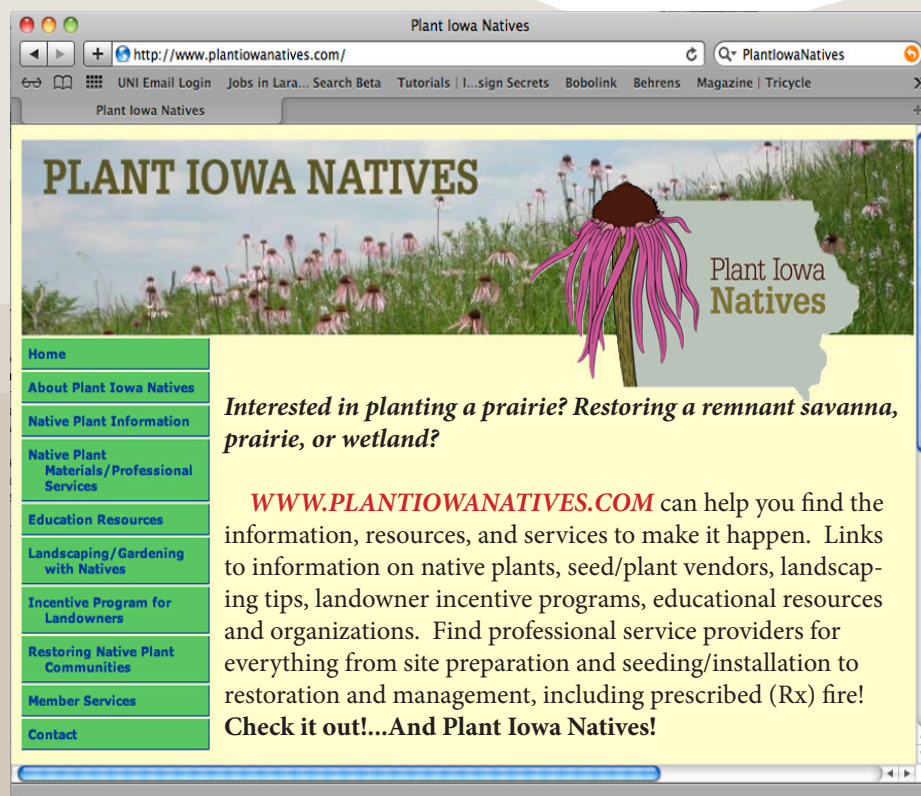 Plant Iowa Natives
http://www.plantiowanatives.com/
PlantIowaNatives
UNI Email Login Jobs in Lara... Search Beta Tutorials | I...sign Secrets Bobolink Behrens Magazine | Tricycle
Plant Iowa Natives
PLANT IOWA NATIVES
Plant Iowa
Natives
Home
About Plant Iowa Natives
Native Plant Information
Native Plant
Materials/Professional
Services
Education Resources
Landscaping/Gardening
with Natives
Incentive Program for
Landowners
Restoring Native Plant
Communities
Member Services
Contact
Interested in planting a prairie? Restoring a remnant savanna,
prairie, or wetland?
WWW.PLANTIOWANATIVES.COM can help you find the
information, resources, and services to make it happen. Links
to information on native plants, seed/plant vendors, landscap-
ing tips, landowner incentive programs, educational resources
and organizations. Find professional service providers for
everything from site preparation and seeding/installation to
restoration and management, including prescribed (Rx) fire!
Check it out!...And Plant Iowa Natives!